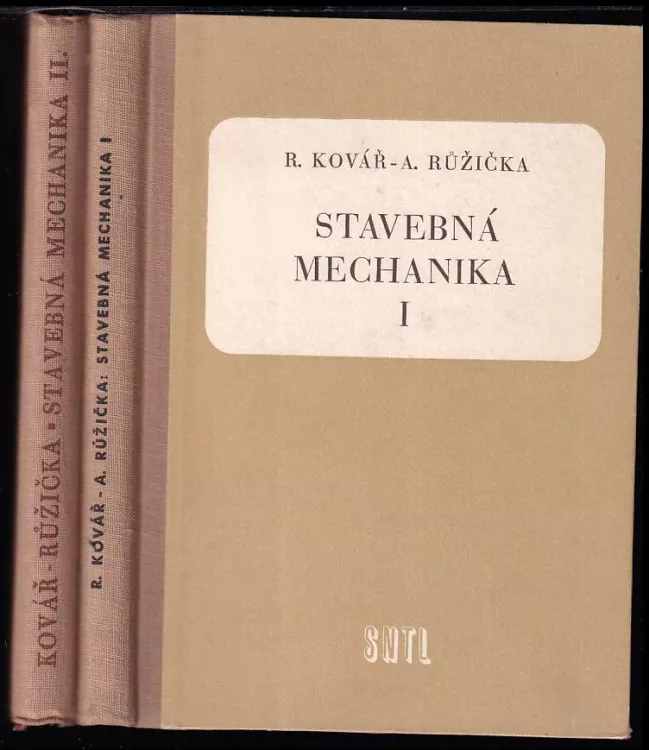 KOVÁŘ-RŮŽIČKA • STAVEBNÁ MECHANIKA II.
R. KOVÁŘ - A. RŮŽIČKA: STAVEBNÁ MECHANIKA I
R. KOVÁŘ-A. RŮŽIČKA
STAVEBNÁ
MECHANIKA
I
SNTL